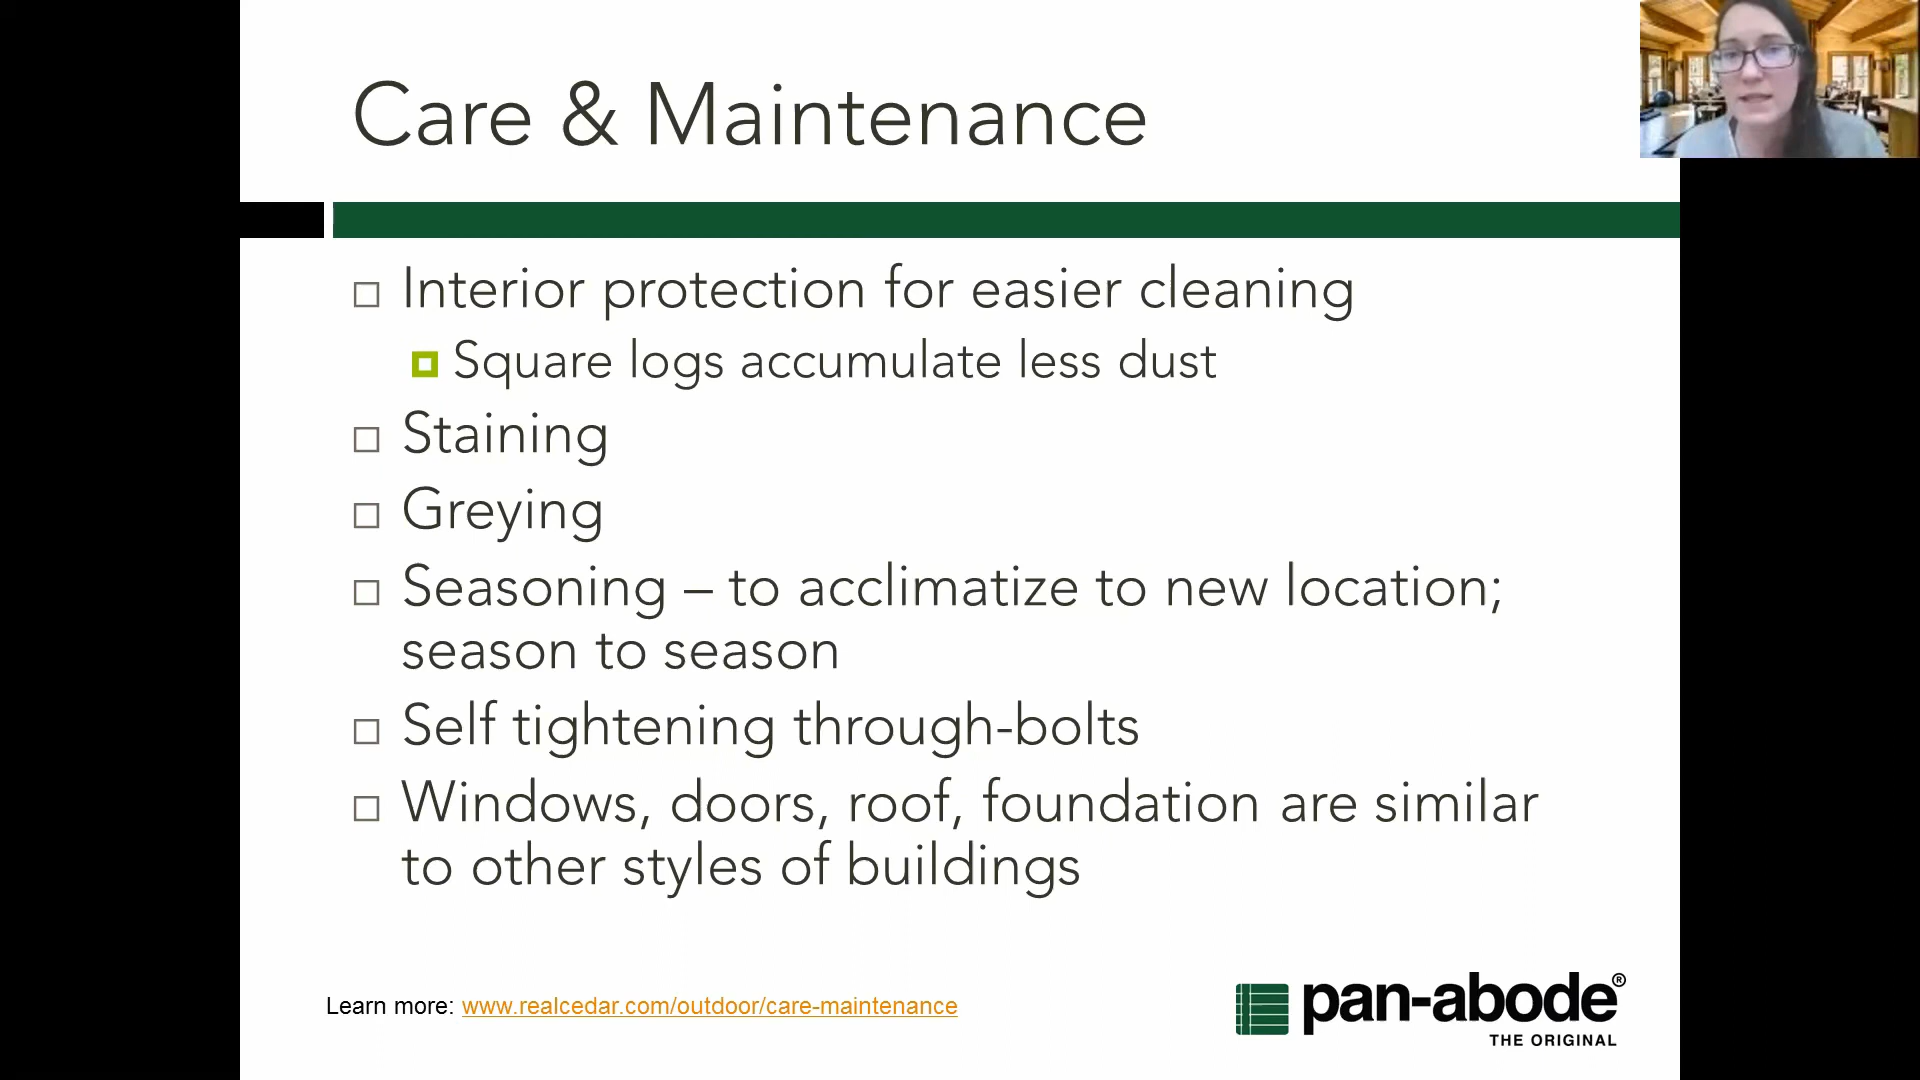 Care & Maintenance
Interior protection for easier cleaning
Square logs accumulate less dust
Staining
Greying
Seasoning – to acclimatize to new location;
season to season
Self tightening through-bolts
Windows, doors, roof, foundation are similar
to other styles of buildings
Learn more: www.realcedar.com/outdoor/care-maintenance
pan-abode®
THE ORIGINAL